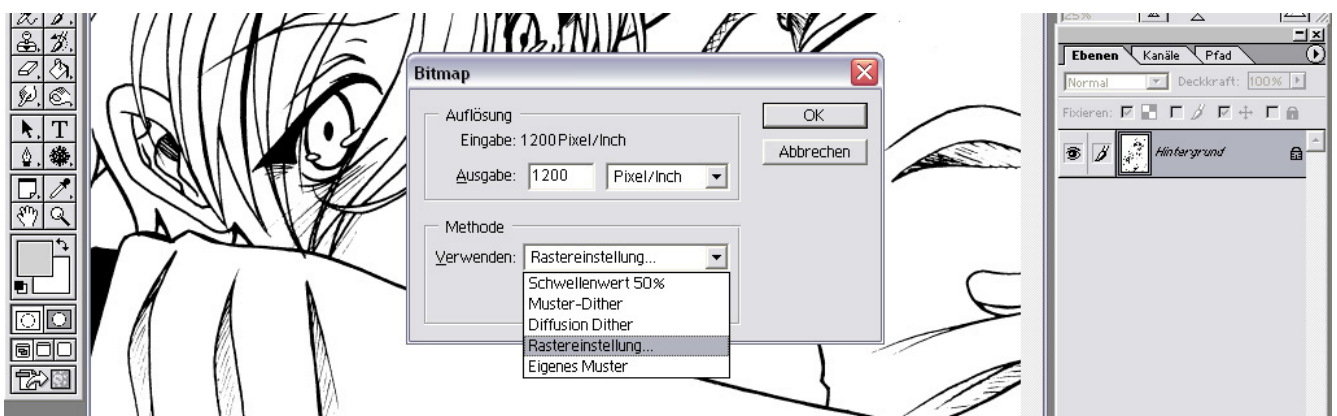 Bitmap
Auflösung
Eingabe: 1200 Pixel/Inch
Ausgabe: 1200 Pixel/Inch
OK
Abbrechen
Methode
Verwenden: Rastereinstellung...
Schwellenwert 50%
Muster-Dither
Diffusion Dither
Rastereinstellung...
Eigenes Muster
T
25%
Ebenen Kanäle Pfad
Normal Deckkraft: 100%
Fixieren:
Hintergrund